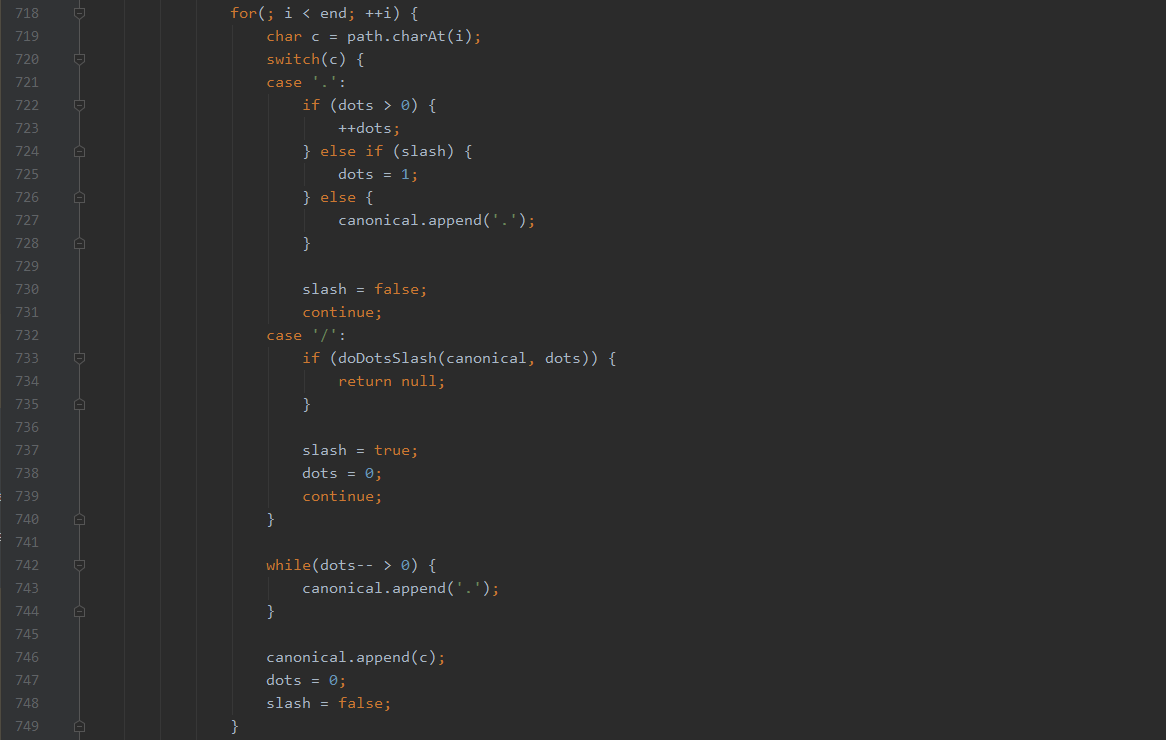 718 for(; i < end; ++i) {
719 char c = path.charAt(i);
720 switch(c) {
721 case '.':
722 if (dots > 0) {
723 ++dots;
724 } else if (slash) {
725 dots = 1;
726 } else {
727 canonical.append('.');
728 }
729
730 slash = false;
731 continue;
732 case '/':
733 if (doDotsSlash(canonical, dots)) {
734 return null;
735 }
736
737 slash = true;
738 dots = 0;
739 continue;
740 }
741
742 while(dots-- > 0) {
743 canonical.append('.');
744 }
745
746 canonical.append(c);
747 dots = 0;
748 slash = false;
749 }